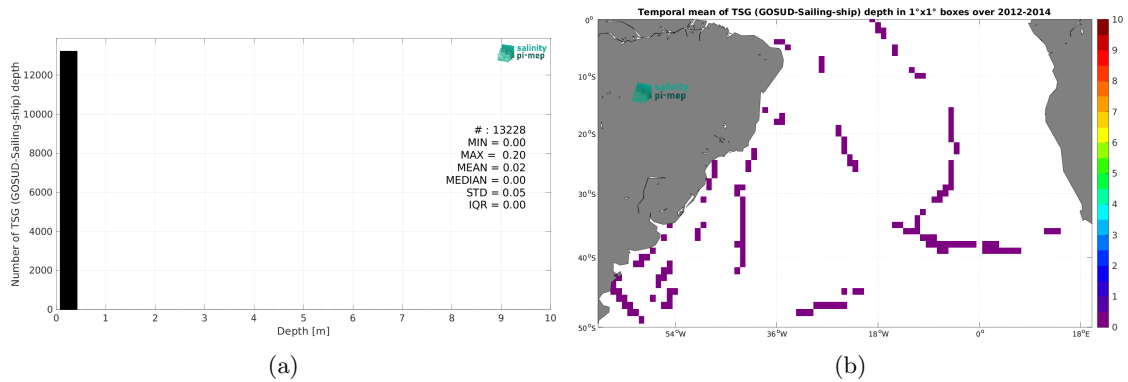 salinity
pi-mep
Number of TSG (GOSUD-Sailing-ship) depth
12000
10000
8000
6000
4000
2000
0
# : 13228
MIN = 0.00
MAX = 0.20
MEAN = 0.02
MEDIAN = 0.00
STD = 0.05
IQR = 0.00
0 1 2 3 4 5 6 7 8 9 10
Depth [m]
(a)
Temporal mean of TSG (GOSUD-Sailing-ship) depth in 1°x1° boxes over 2012-2014
0°
10°S
20°S
30°S
40°S
50°S
salinity
pi-mep
54°W 36°W 18°W 0° 18°E
10
9
8
7
6
5
4
3
2
1
0
(b)